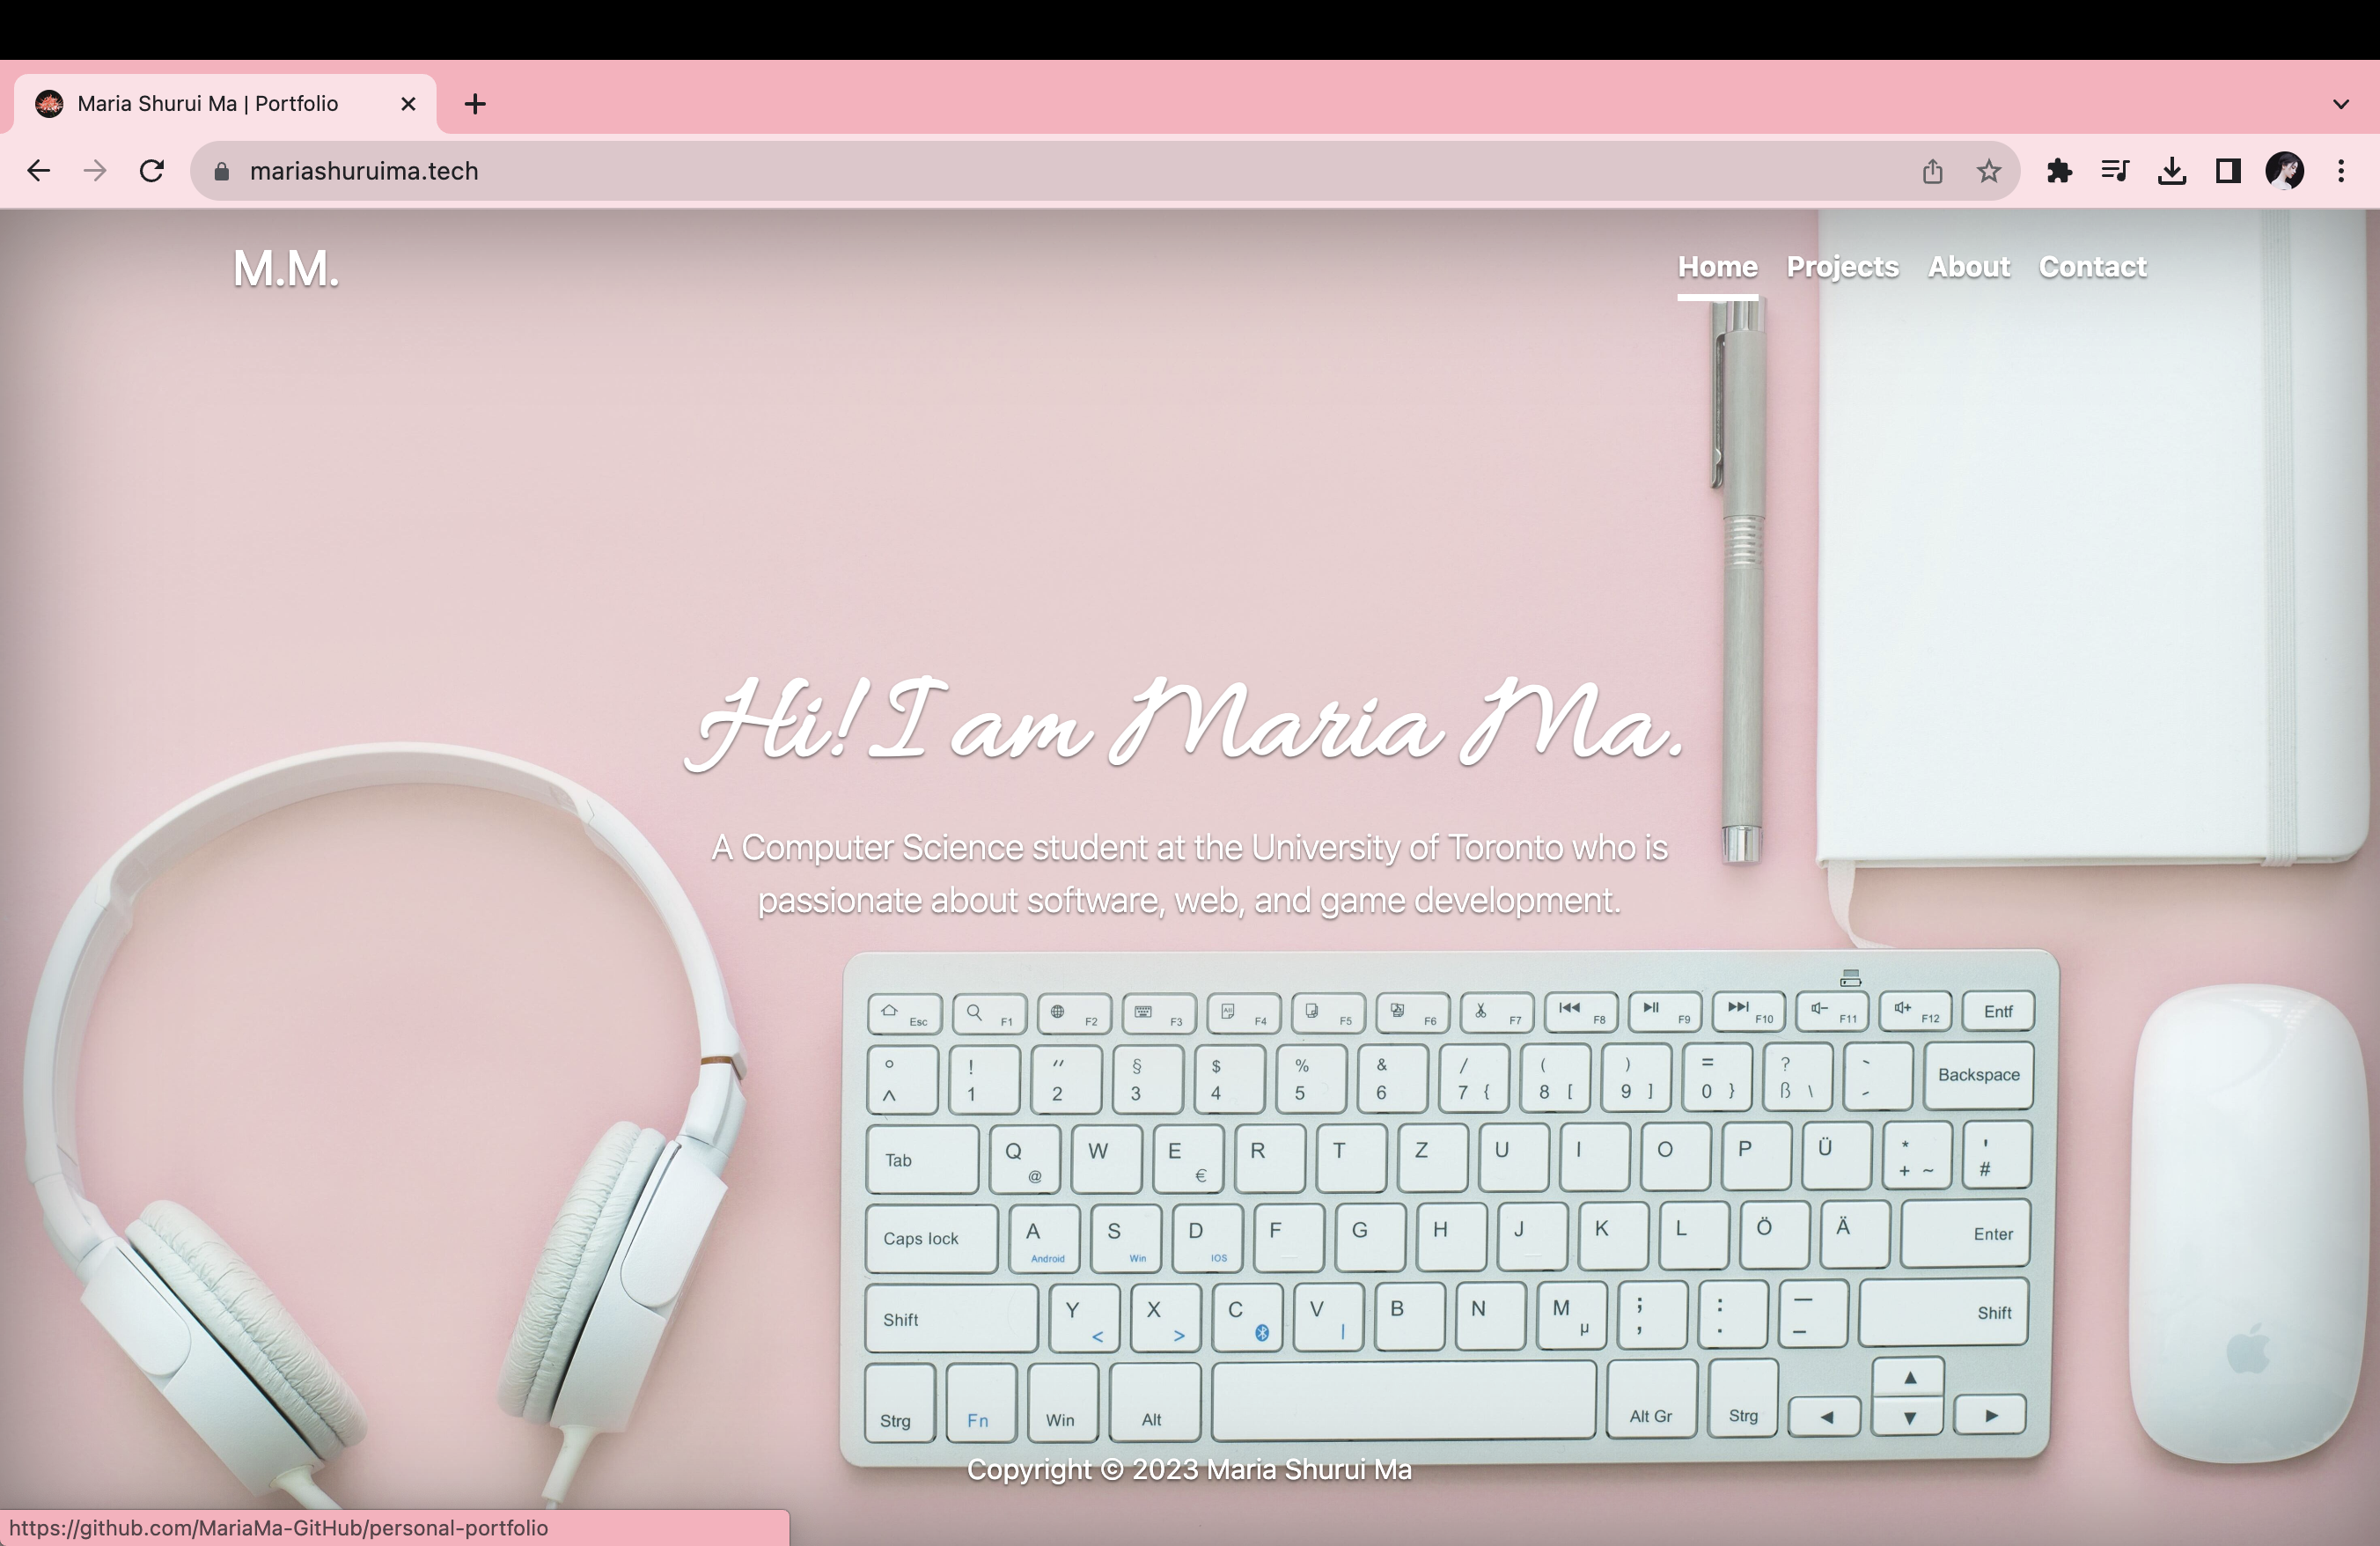 Maria Shurui Ma | Portfolio
mariashuruima.tech
M.M.
Home Projects About Contact
Hi! I am Maria Ma.
A Computer Science student at the University of Toronto who is
passionate about software, web, and game development.
Esc F1 F2 F3 F4 F5 F6 F7 F8 F9 F10 F11 F12 Entf
° ! " § $ % & / ( ) = ? `
^ 1 2 3 4 5 6 7 { 8 [ 9 ] 0 } ß \ ´ Backspace
Tab Q W E R T Z U I O P Ü * '
@ € + ~ #
Caps lock A S D F G H J K L Ö Ä Enter
Android Win IOS
Shift Y X C V B N M ; : — Shift
< > | µ , . –
Strg Fn Win Alt Alt Gr Strg
Copyright © 2023 Maria Shurui Ma
https://github.com/MariaMa-GitHub/personal-portfolio